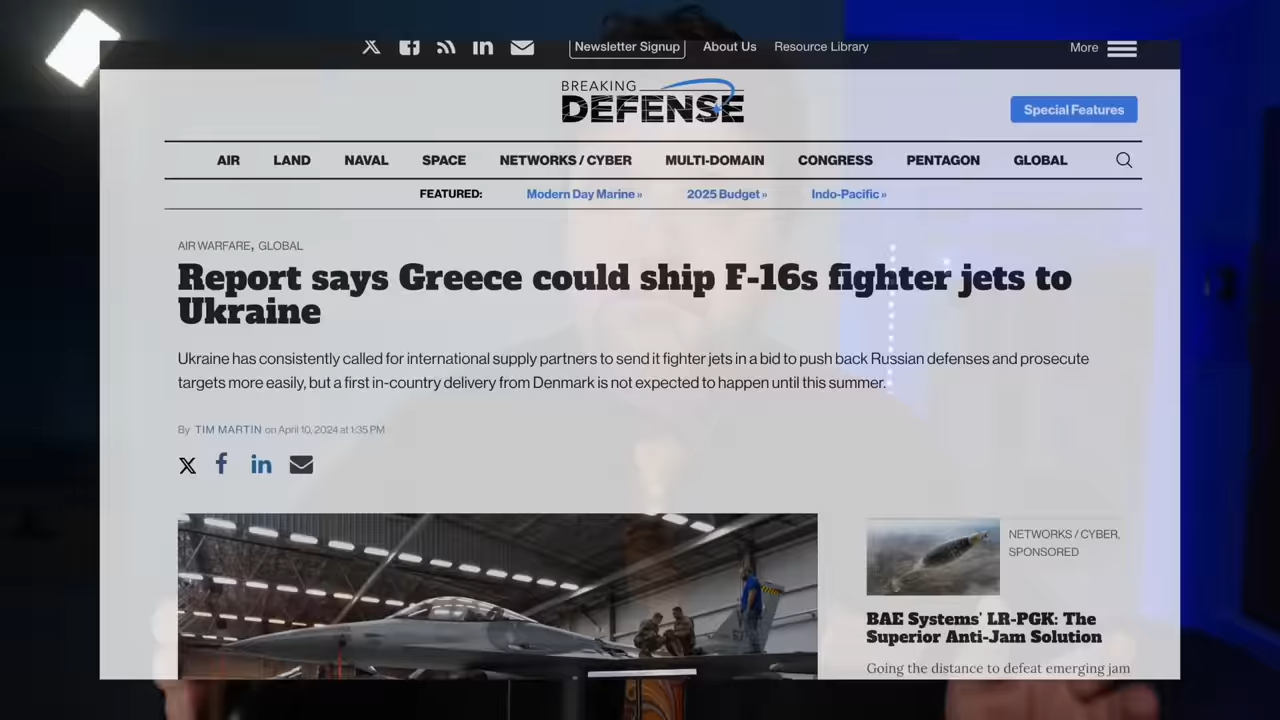 Newsletter Signup About Us Resource Library More
BREAKING
DEFENSE
Special Features
AIR LAND NAVAL SPACE NETWORKS / CYBER MULTI-DOMAIN CONGRESS PENTAGON GLOBAL
FEATURED: Modern Day Marine » 2025 Budget » Indo-Pacific »
AIR WARFARE, GLOBAL
Report says Greece could ship F-16s fighter jets to
Ukraine
Ukraine has consistently called for international supply partners to send it fighter jets in a bid to push back Russian defenses and prosecute
targets more easily, but a first in-country delivery from Denmark is not expected to happen until this summer.
By TIM MARTIN on April 10, 2024 at 1:35 PM
NETWORKS / CYBER,
SPONSORED
BAE Systems' LR-PGK: The
Superior Anti-Jam Solution
Going the distance to defeat emerging jam